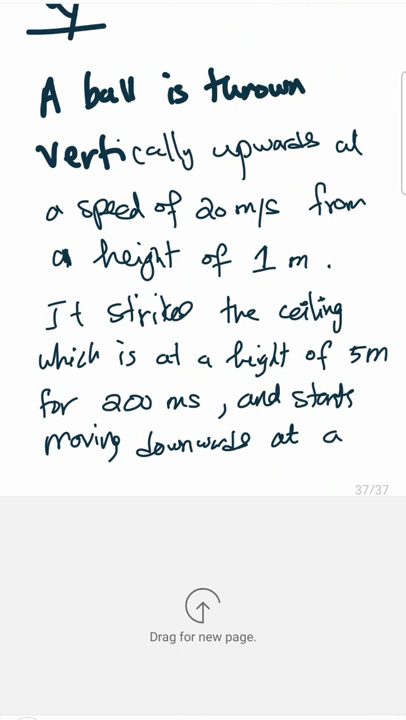 y
A ball is thrown
vertically upwards at
a speed of 20 m/s from
a height of 1 m.
It strikes the ceiling
which is at a hight of 5m
for 200 ms, and starts
moving downwards at a
37/37
Drag for new page.